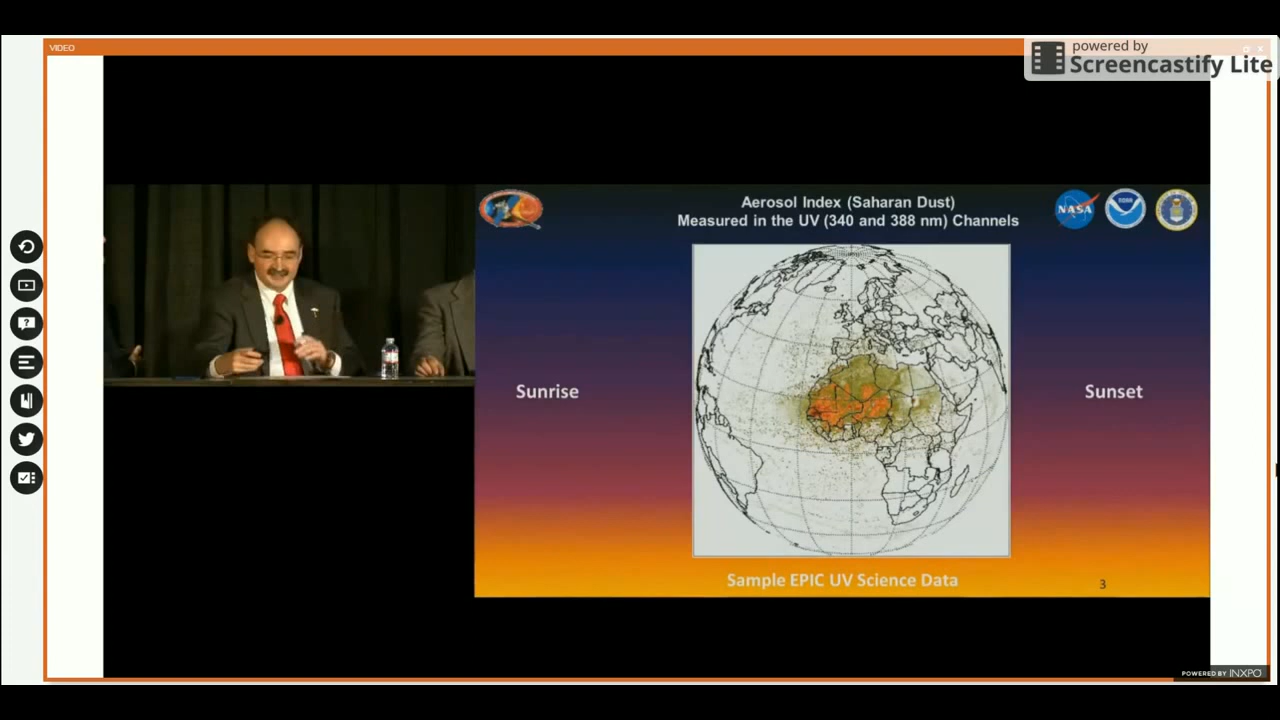 VIDEO
powered by
Screencastify Lite
Aerosol Index (Saharan Dust)
Measured in the UV (340 and 388 nm) Channels
NASA
Sunrise
Sunset
Sample EPIC UV Science Data
3
POWERED BY INXPO